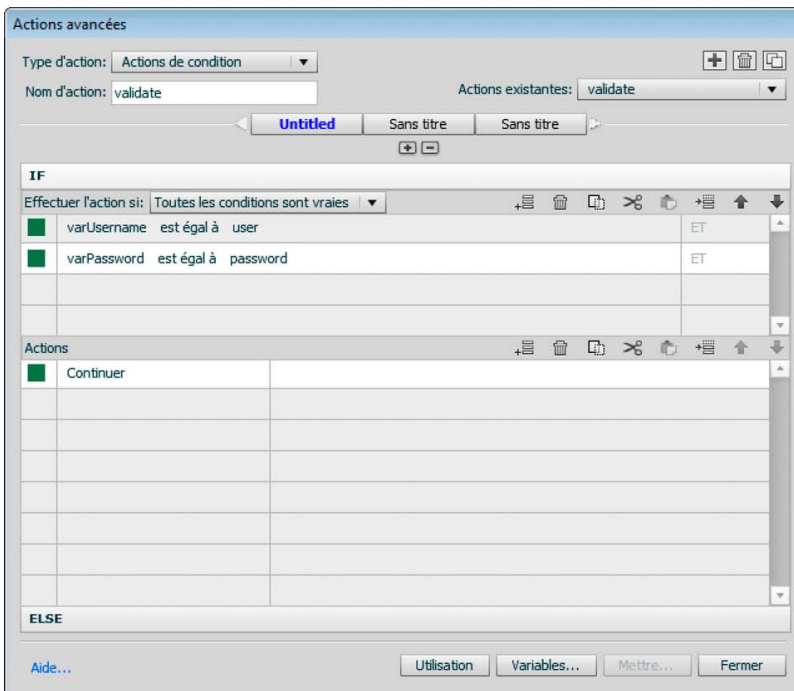 Actions avancées
Type d'action: Actions de condition
Nom d'action: validate Actions existantes: validate
Untitled Sans titre Sans titre
IF
Effectuer l'action si: Toutes les conditions sont vraies
varUsername est égal à user ET
varPassword est égal à password ET
Actions
Continuer
ELSE
Aide... Utilisation Variables... Mettre... Fermer